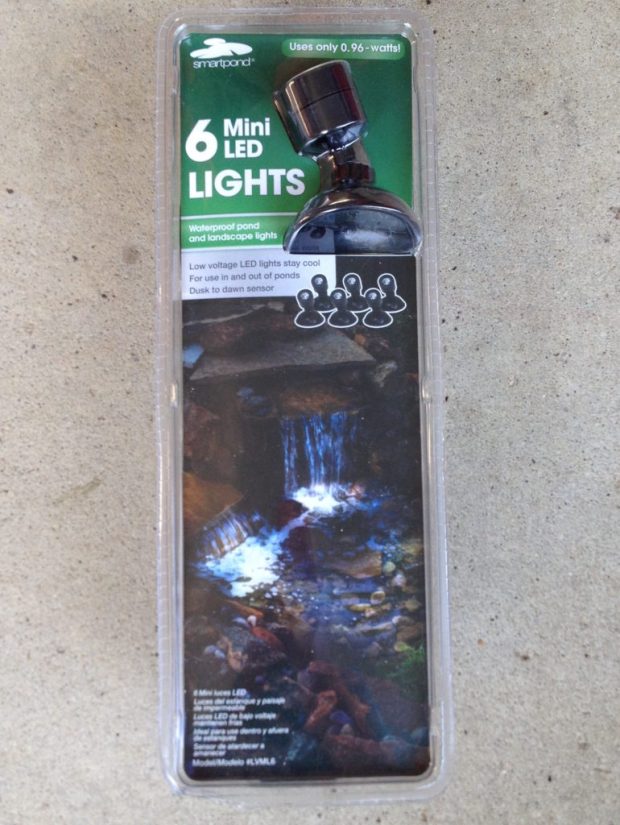 smartpond®
Uses only 0.96-watts!
6 Mini
LED
LIGHTS
Waterproof pond
and landscape lights
Low voltage LED lights stay cool
For use in and out of ponds
Dusk to dawn sensor
6 Mini luces LED
Luces del estanque y paisaje
de impermeable
Luces LED de bajo voltaje
mantienen frías
Ideal para use dentro y afuera
de estanques
Sensor de atardecer a
amanecer
Model/Modelo #LVML6